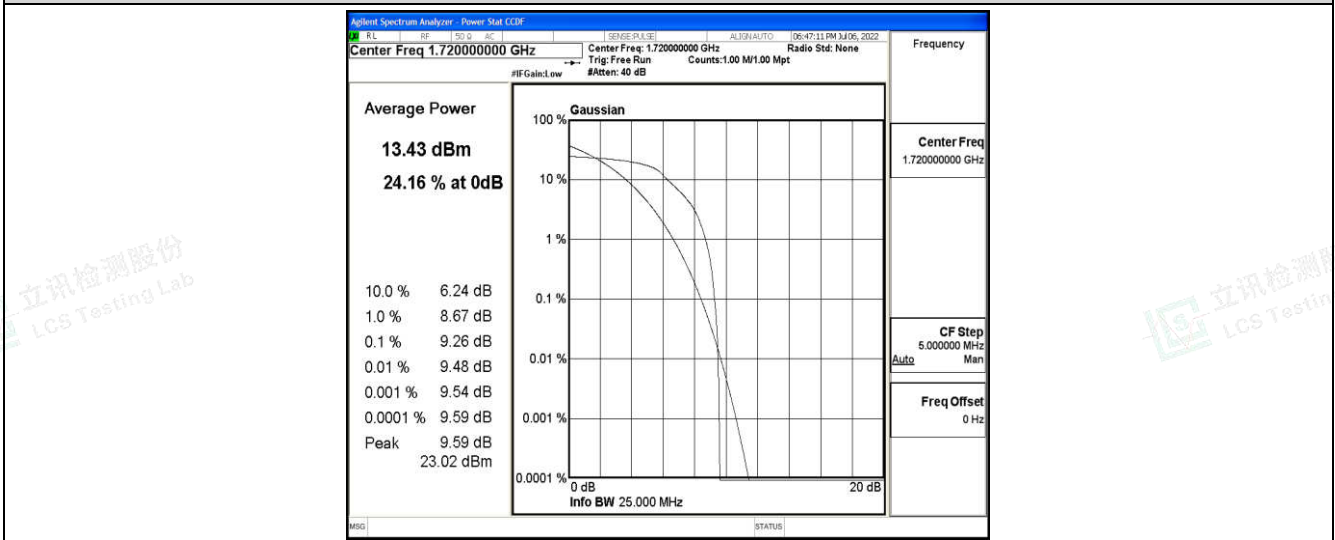 Agilent Spectrum Analyzer - Power Stat CCDF
RL RF 50 Ω AC SENSE:PULSE ALIGNAUTO 06:47:11 PM Jul 06, 2022
Center Freq 1.720000000 GHz
Center Freq: 1.720000000 GHz Radio Std: None
Trig: Free Run Counts:1.00 M/1.00 Mpt
#IFGain:Low #Atten: 40 dB
Frequency
Average Power
13.43 dBm
24.16 % at 0dB
10.0 % 6.24 dB
1.0 % 8.67 dB
0.1 % 9.26 dB
0.01 % 9.48 dB
0.001 % 9.54 dB
0.0001 % 9.59 dB
Peak 9.59 dB
23.02 dBm
Gaussian
100 %
10 %
1 %
0.1 %
0.01 %
0.001 %
0.0001 %
0 dB 20 dB
Info BW 25.000 MHz
Center Freq
1.720000000 GHz
CF Step
5.000000 MHz
Auto Man
Freq Offset
0 Hz
MSG STATUS
立讯检测股份
LCS Testing Lab
立讯检测
LCS Testin